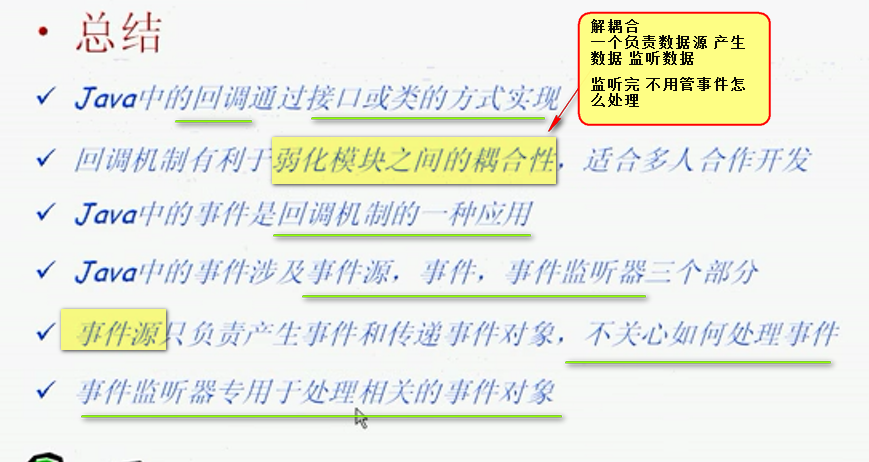 总结
解耦合
一个负责数据源 产生
数据 监听数据
监听完 不用管事件怎
么处理
Java中的回调通过接口或类的方式实现
回调机制有利于弱化模块之间的耦合性，适合多人合作开发
Java中的事件是回调机制的一种应用
Java中的事件涉及事件源，事件，事件监听器三个部分
事件源只负责产生事件和传递事件对象，不关心如何处理事件
事件监听器专用于处理相关的事件对象